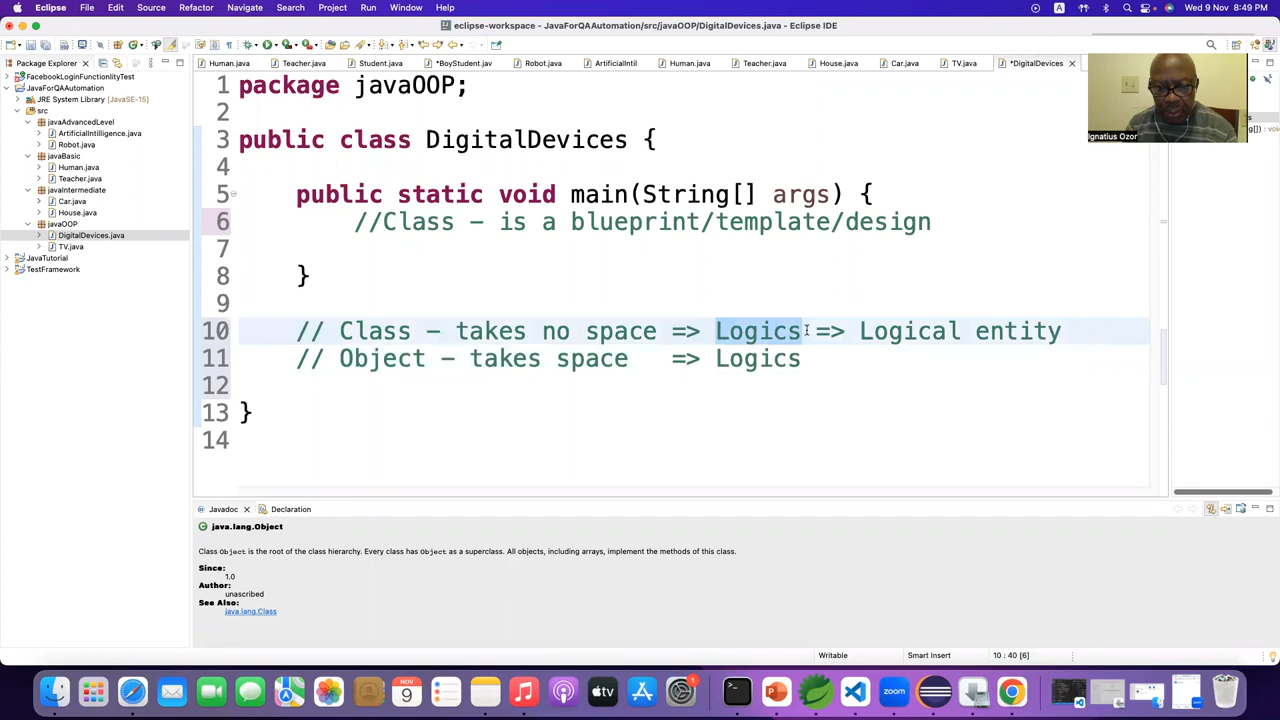 Eclipse File Edit Source Refactor Navigate Search Project Run Window Help Wed 9 Nov 8:49 PM
eclipse-workspace - JavaForQAAutomation/src/javaOOP/DigitalDevices.java - Eclipse IDE
Package Explorer
FacebookLoginFunctionlityTest
JavaForQAAutomation
JRE System Library [JavaSE-15]
src
javaAdvancedLevel
ArtificialIntilligence.java
Robot.java
javaBasic
Human.java
Teacher.java
javaIntermediate
Car.java
House.java
javaOOP
DigitalDevices.java
TV.java
JavaTutorial
TestFramework
Human.java Teacher.java Student.java *BoyStudent.jav Robot.java ArtificialIntil Human.java Teacher.java House.java Car.java TV.java *DigitalDevices
1 package javaOOP;
2
3 public class DigitalDevices {
4
5 public static void main(String[] args) {
6 //Class - is a blueprint/template/design
7
8 }
9
10 // Class - takes no space => Logics => Logical entity
11 // Object - takes space => Logics
12
13 }
14
Ignatius Ozor
Javadoc Declaration
java.lang.Object
Class Object is the root of the class hierarchy. Every class has Object as a superclass. All objects, including arrays, implement the methods of this class.
Since:
1.0
Author:
unascribed
See Also:
java.lang.Class
Writable Smart Insert 10 : 40 [6]
NOV
9
tv
1
zoom